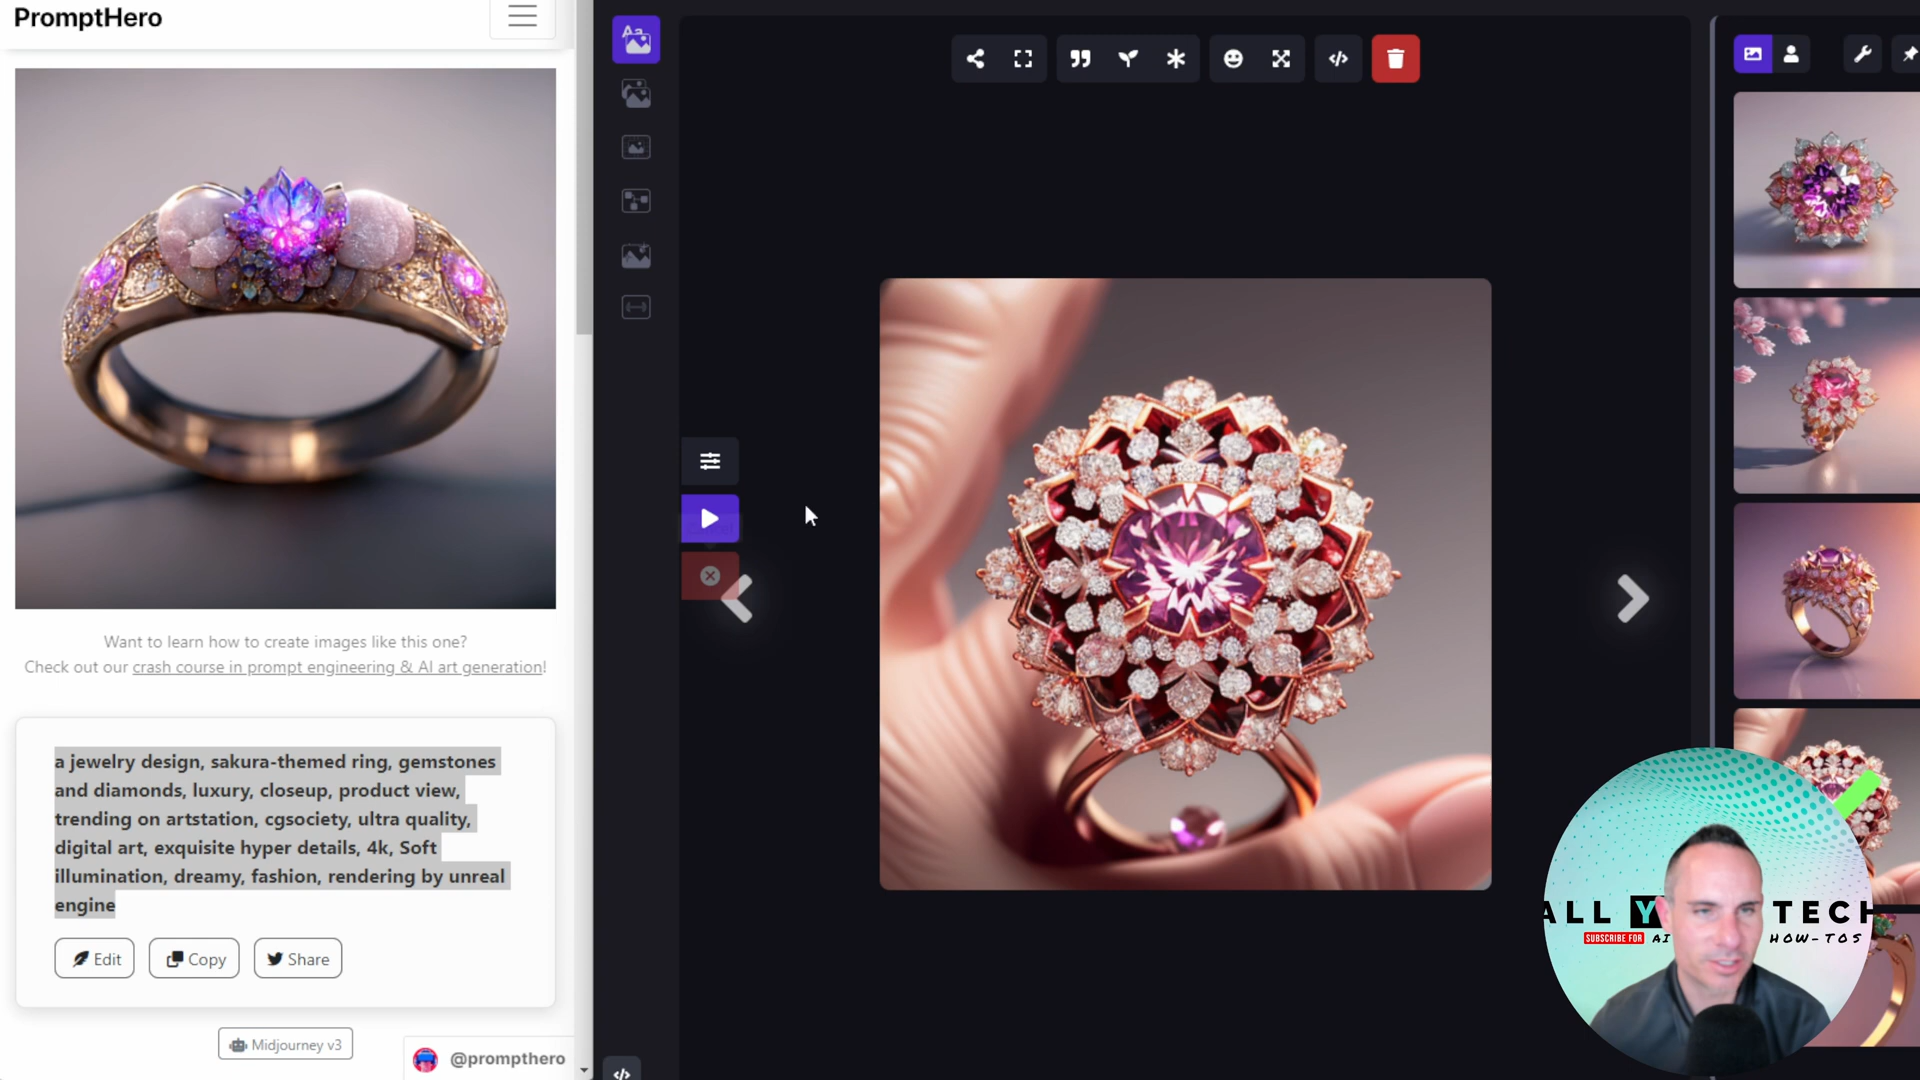 PromptHero
Aa
Want to learn how to create images like this one?
Check out our crash course in prompt engineering & AI art generation!
a jewelry design, sakura-themed ring, gemstones
and diamonds, luxury, closeup, product view,
trending on artstation, cgsociety, ultra quality,
digital art, exquisite hyper details, 4k, Soft
illumination, dreamy, fashion, rendering by unreal
engine
Edit
Copy
Share
Midjourney v3
@prompthero
ALL Y TECH
SUBSCRIBE FOR AI HOW-TOS